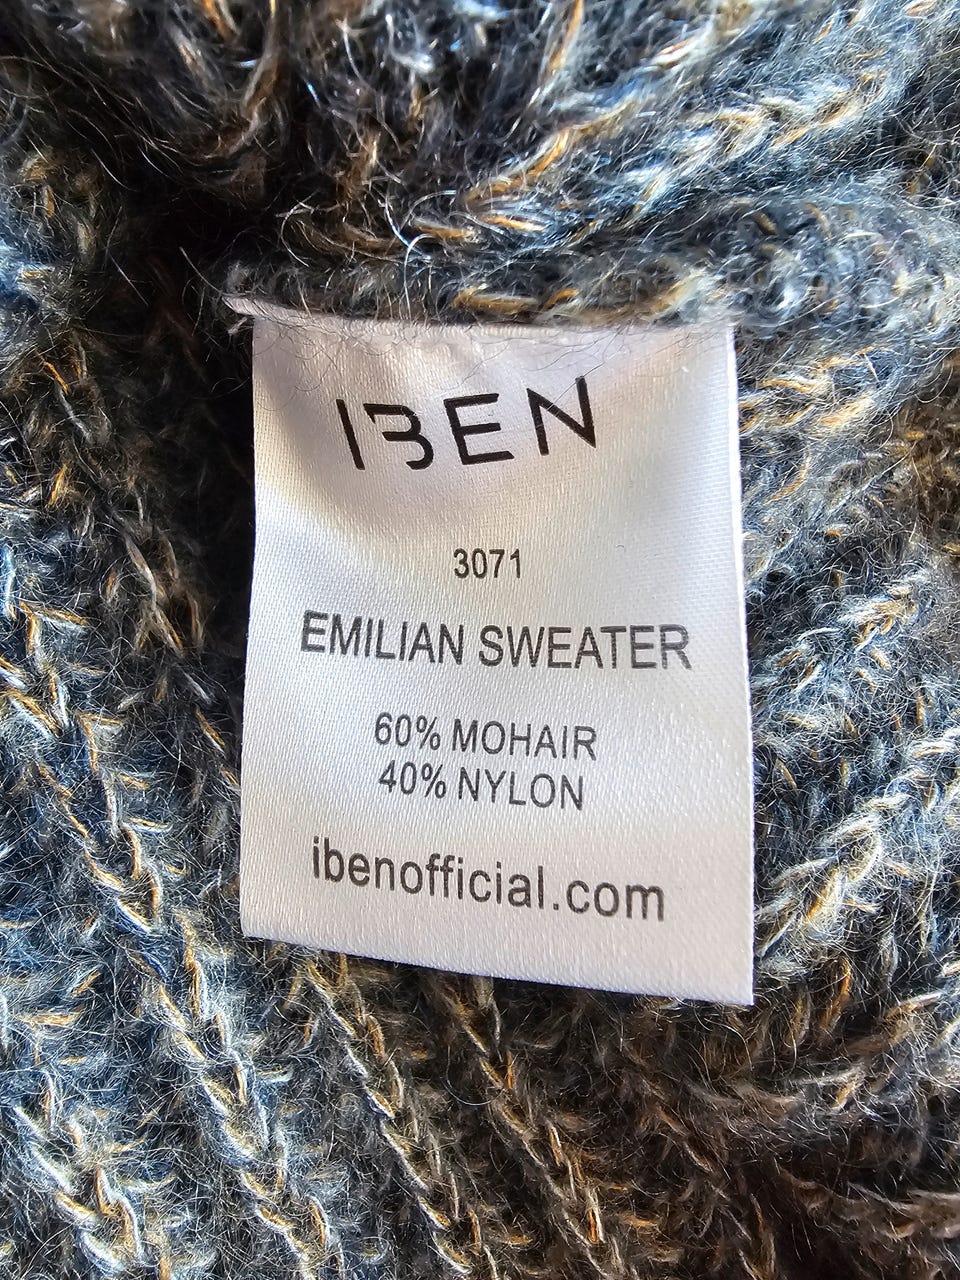 IBEN
3071
EMILIAN SWEATER
60% MOHAIR
40% NYLON
ibenofficial.com